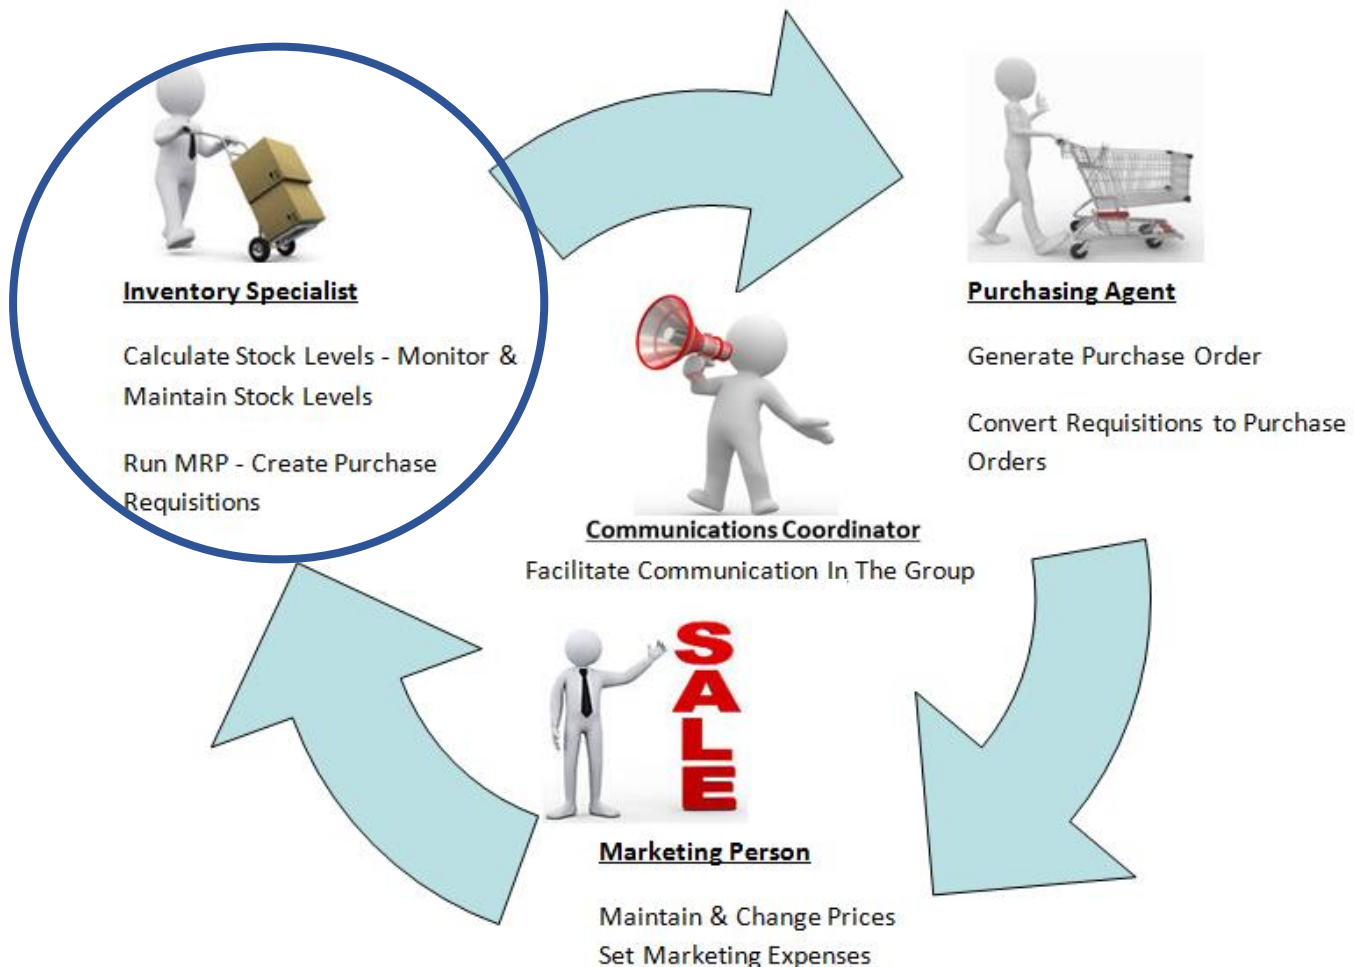 Inventory Specialist
Calculate Stock Levels - Monitor &
Maintain Stock Levels
Run MRP - Create Purchase
Requisitions
Purchasing Agent
Generate Purchase Order
Convert Requisitions to Purchase
Orders
Communications Coordinator
Facilitate Communication In The Group
SALE
Marketing Person
Maintain & Change Prices
Set Marketing Expenses